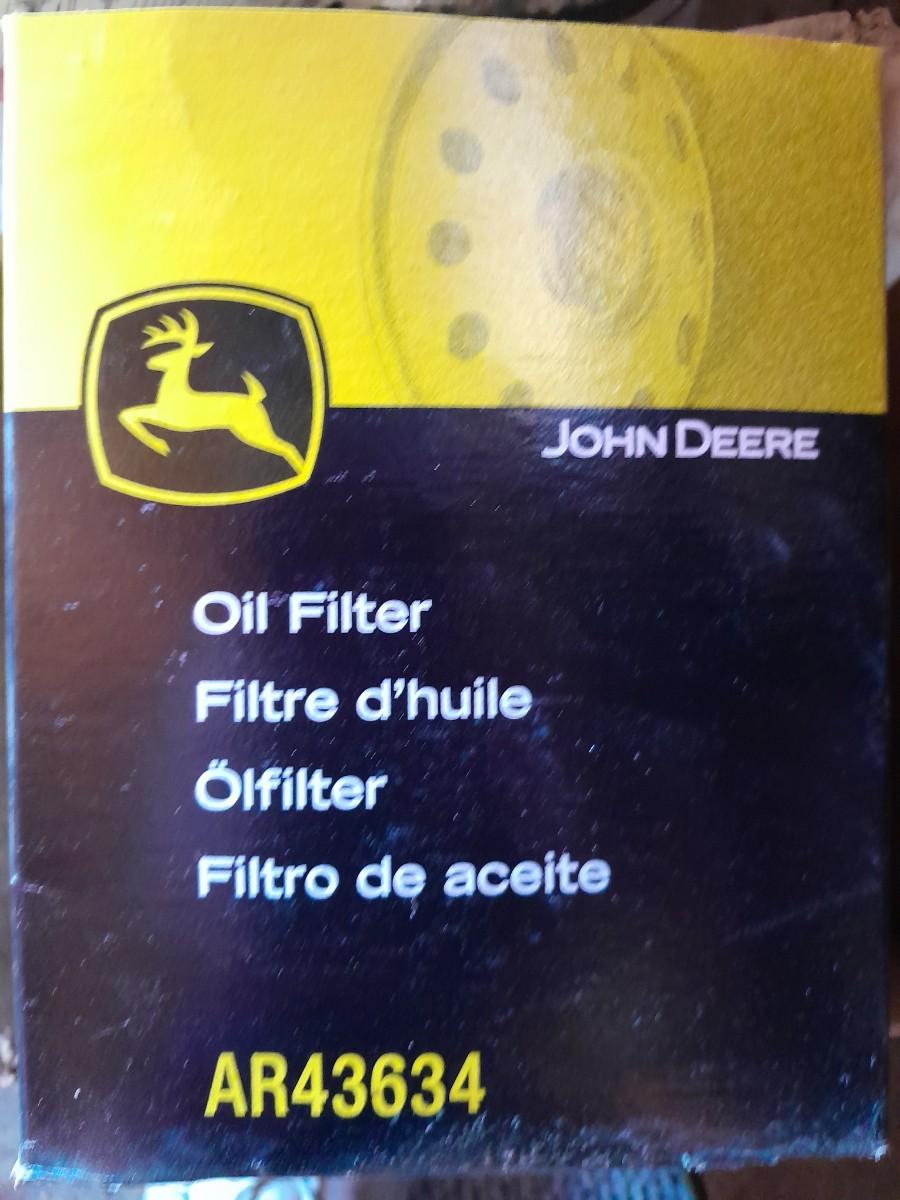 JOHN DEERE
Oil Filter
Filtre d'huile
Ölfilter
Filtro de aceite
AR43634